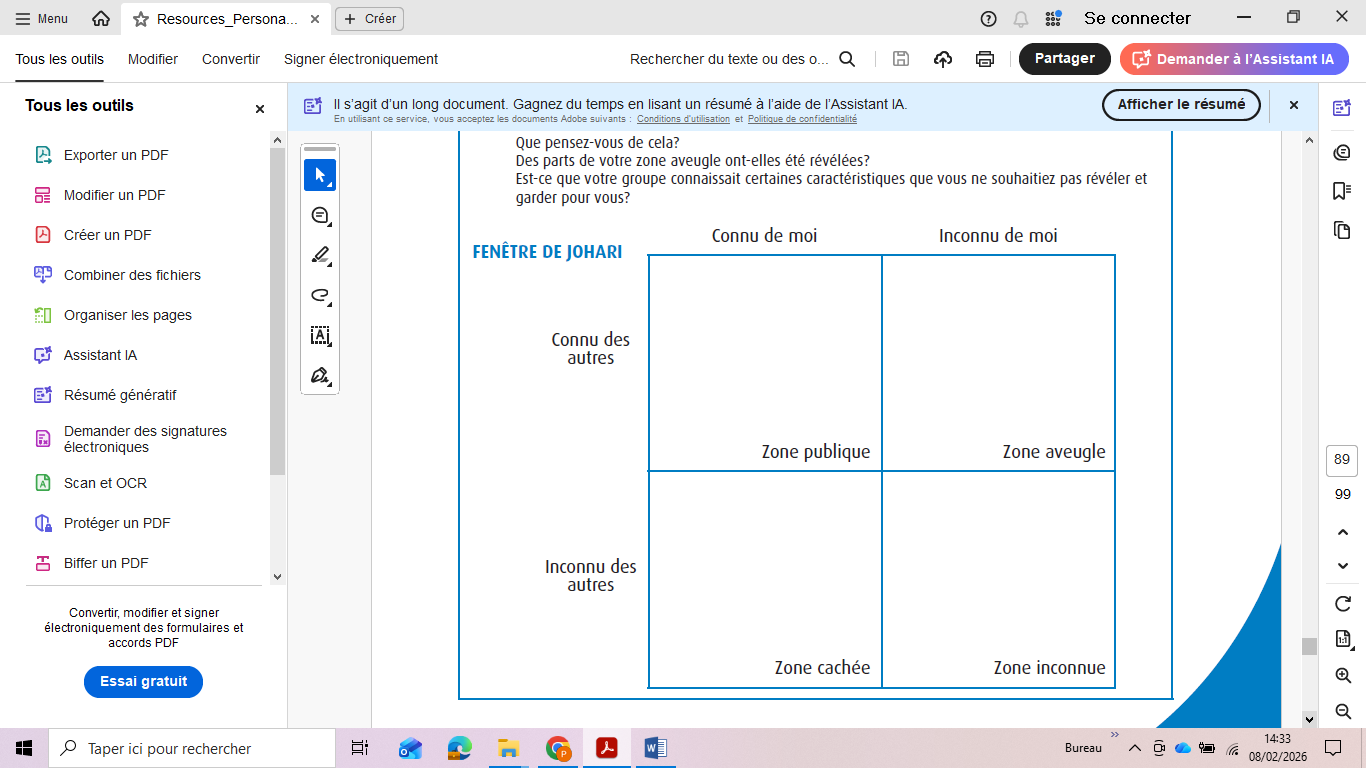 Menu
Resources_Persona...
Créer
Se connecter
Tous les outils
Modifier
Convertir
Signer électroniquement
Rechercher du texte ou des o...
Partager
Demander à l'Assistant IA
Tous les outils
Exporter un PDF
Modifier un PDF
Créer un PDF
Combiner des fichiers
Organiser les pages
Assistant IA
Résumé génératif
Demander des signatures
électroniques
Scan et OCR
Protéger un PDF
Biffer un PDF
Convertir, modifier et signer
électroniquement des formulaires et
accords PDF
Essai gratuit
Il s'agit d'un long document. Gagnez du temps en lisant un résumé à l'aide de l'Assistant IA.
En utilisant ce service, vous acceptez les documents Adobe suivants : Conditions d'utilisation et Politique de confidentialité
Afficher le résumé
Que pensez-vous de cela?
Des parts de votre zone aveugle ont-elles été révélées?
Est-ce que votre groupe connaissait certaines caractéristiques que vous ne souhaitiez pas révéler et
garder pour vous?
FENÊTRE DE JOHARI
Connu de moi
Inconnu de moi
Connu des
autres
Zone publique
Zone aveugle
Inconnu des
autres
Zone cachée
Zone inconnue
89
99
1:1
Taper ici pour rechercher
Bureau
14:33
08/02/2026